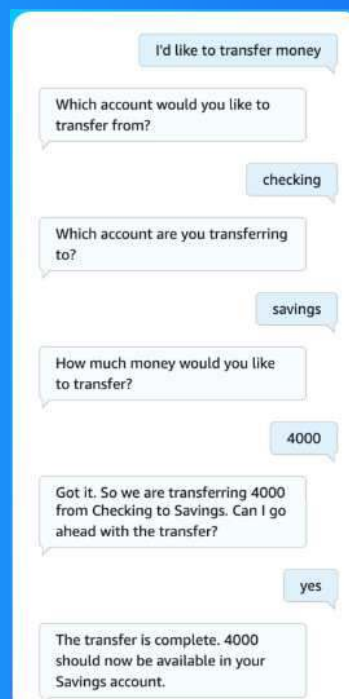 I'd like to transfer money
Which account would you like to
transfer from?
checking
Which account are you transferring
to?
savings
How much money would you like
to transfer?
4000
Got it. So we are transferring 4000
from Checking to Savings. Can I go
ahead with the transfer?
yes
The transfer is complete. 4000
should now be available in your
Savings account.